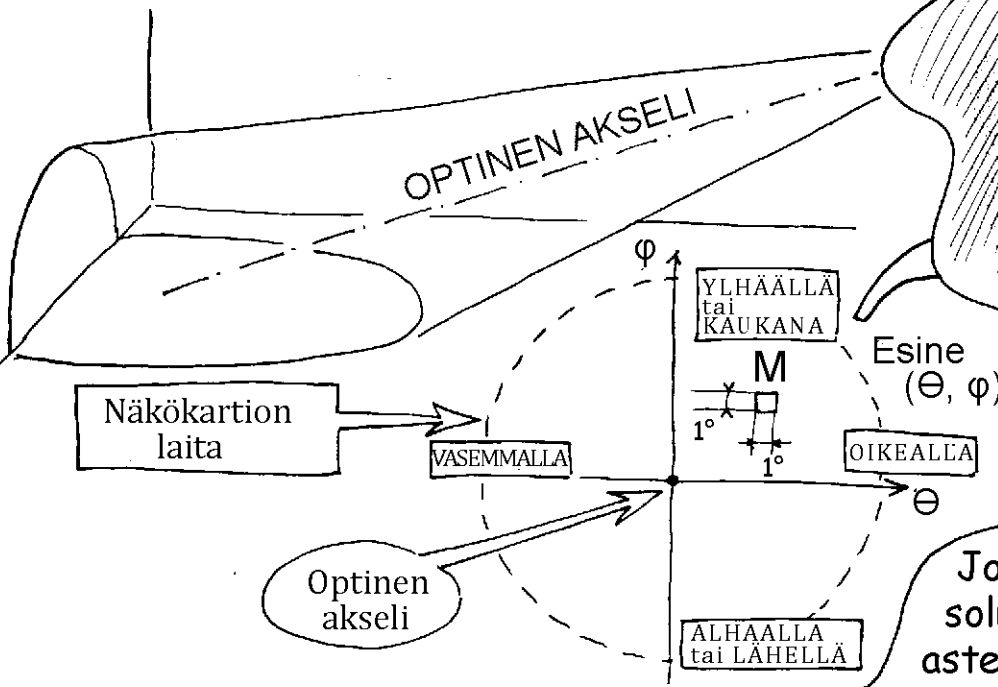 OPTINEN AKSELI
φ
YLHÄÄLLÄ
tai
KAUKANA
Esine
(Θ, φ)
M
1°
1°
Näkökartion
laita
VASEMMALLA
OIKEALLA
Θ
Optinen
akseli
ALHAALLA
tai LÄHELLÄ